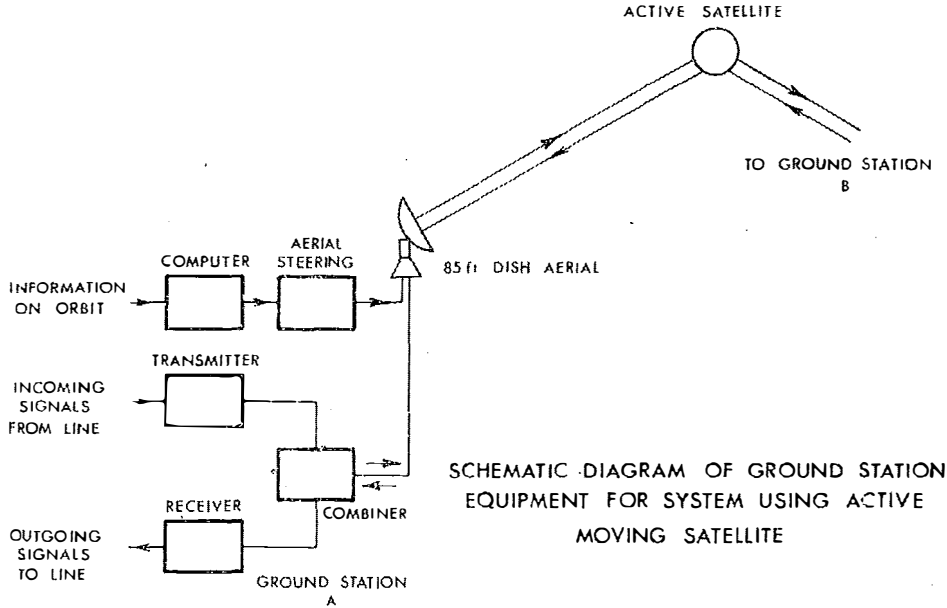 ACTIVE SATELLITE
TO GROUND STATION
B
85ft DISH AERIAL
AERIAL
STEERING
COMPUTER
INFORMATION
ON ORBIT
TRANSMITTER
INCOMING
SIGNALS
FROM LINE
COMBINER
RECEIVER
OUTGOING
SIGNALS
TO LINE
GROUND STATION
A
SCHEMATIC DIAGRAM OF GROUND STATION
EQUIPMENT FOR SYSTEM USING ACTIVE
MOVING SATELLITE